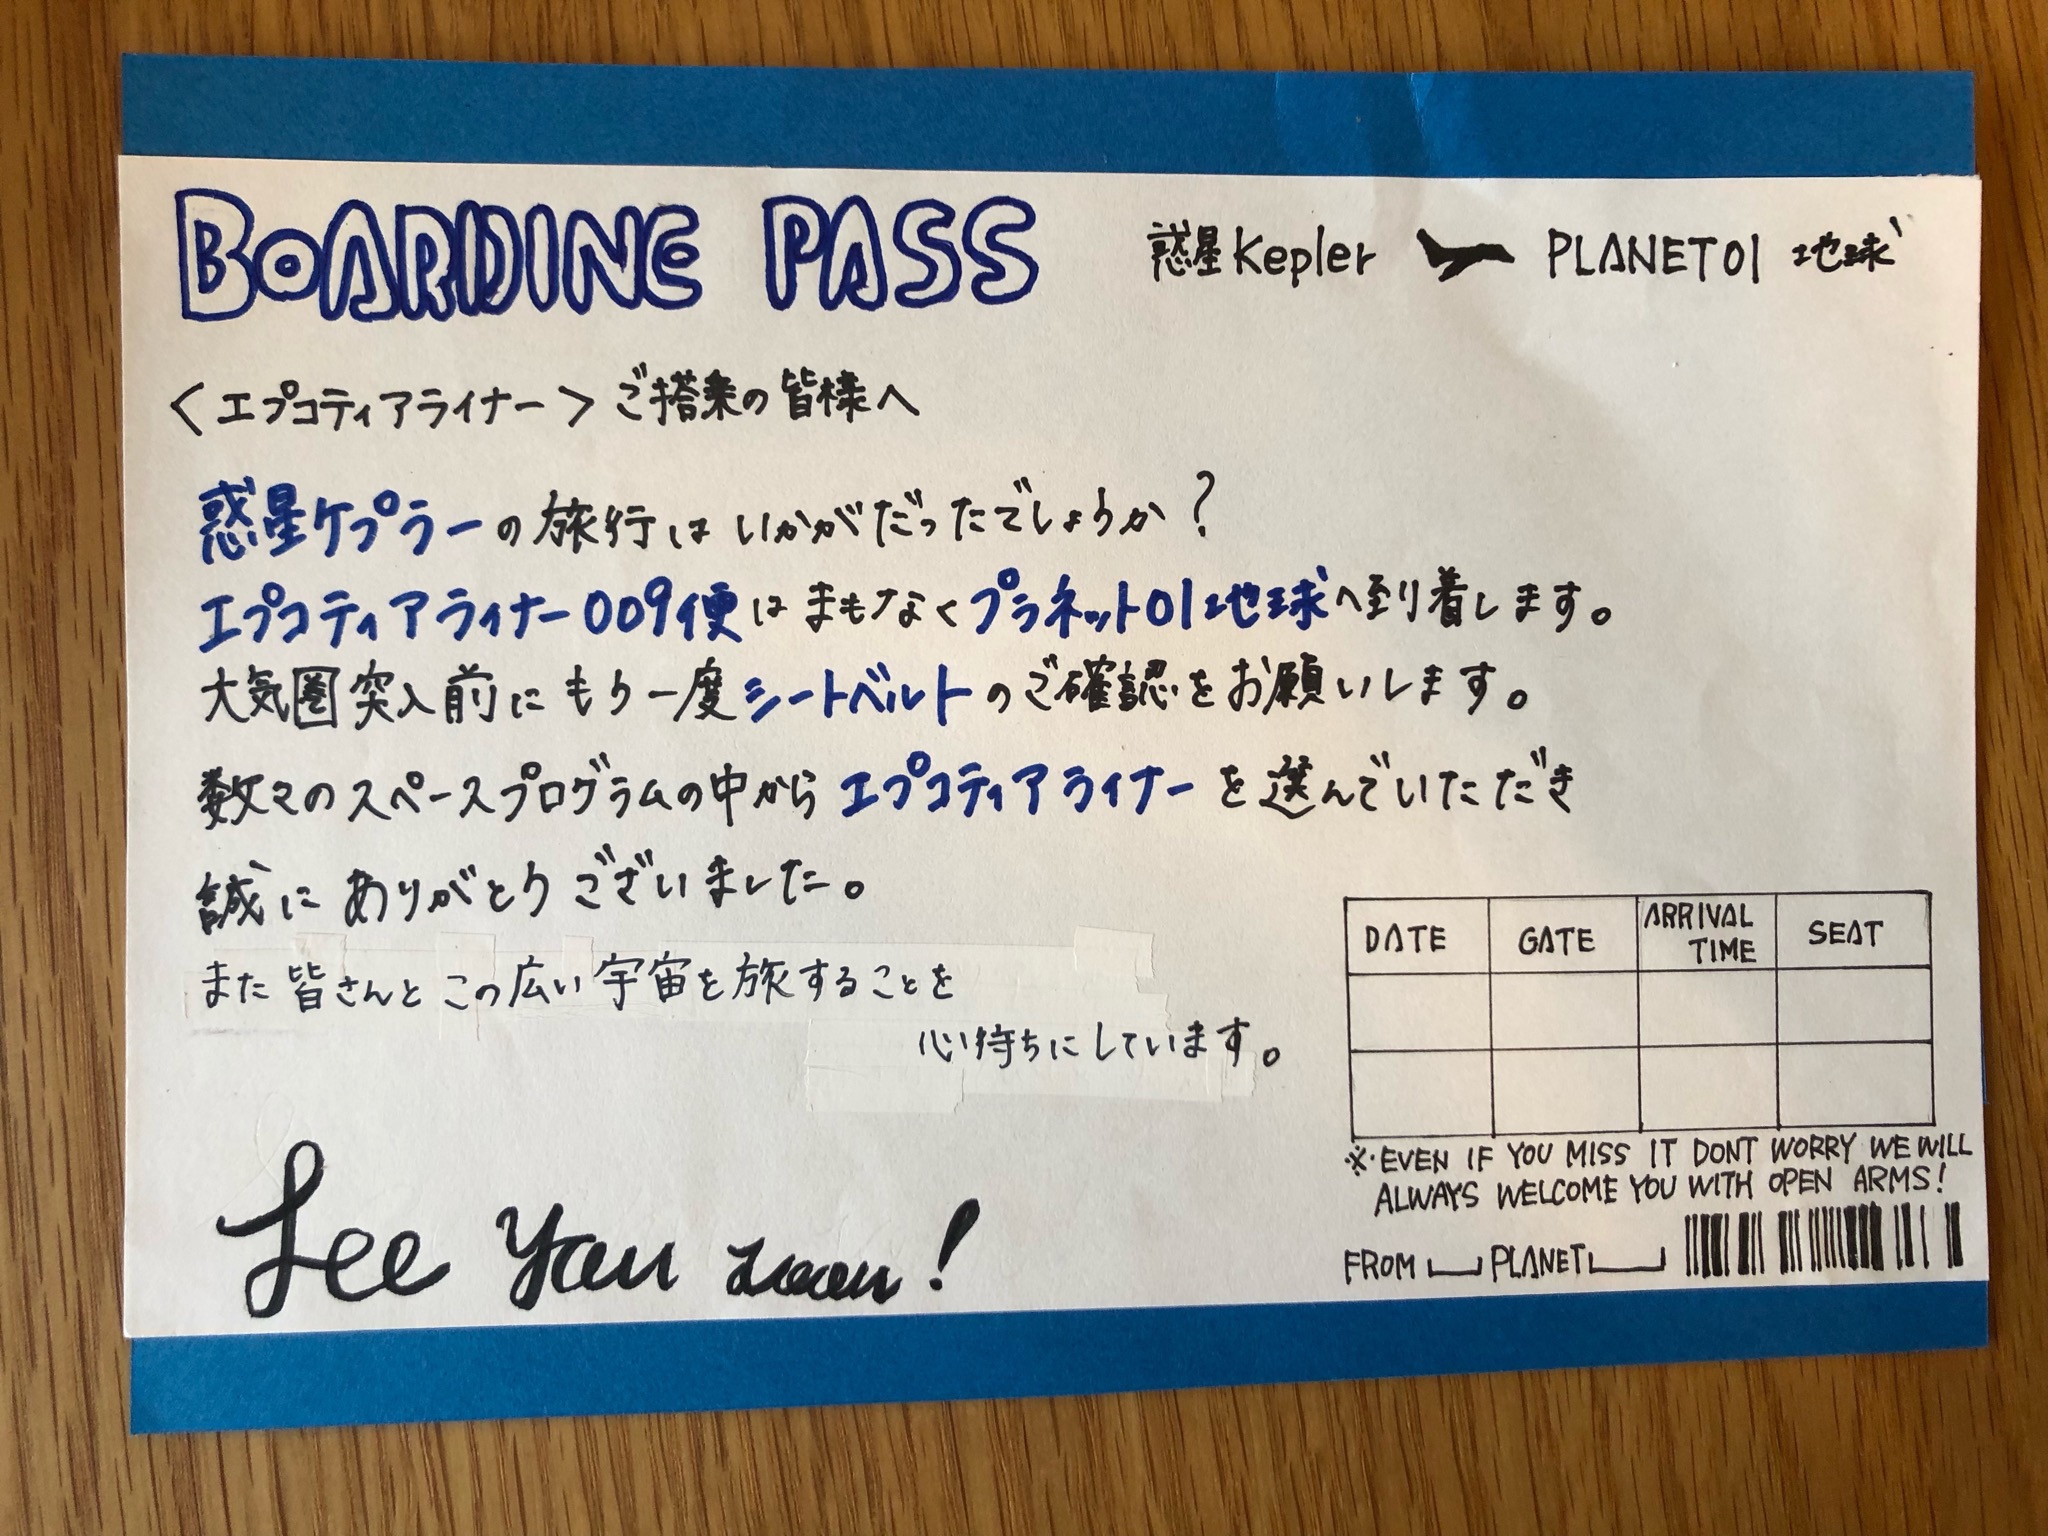 BOARDING PASS
惑星Kepler PLANET01 地球
<エプコティアライナー>ご搭乗の皆様へ
惑星ケプラーの旅行はいかがだったでしょうか?
エプコティアライナー009便はまもなくプラネット01地球へ到着します。
大気圏突入前にもう一度シートベルトのご確認をお願いします。
数々のスペースプログラムの中からエプコティアライナーを選んでいただき
誠にありがとうございました。
また皆さんとこの広い宇宙を旅することを
心待ちにしています。
See You soon!
DATE GATE ARRIVAL TIME SEAT
※EVEN IF YOU MISS IT DONT WORRY WE WILL
ALWAYS WELCOME YOU WITH OPEN ARMS!
FROM PLANET